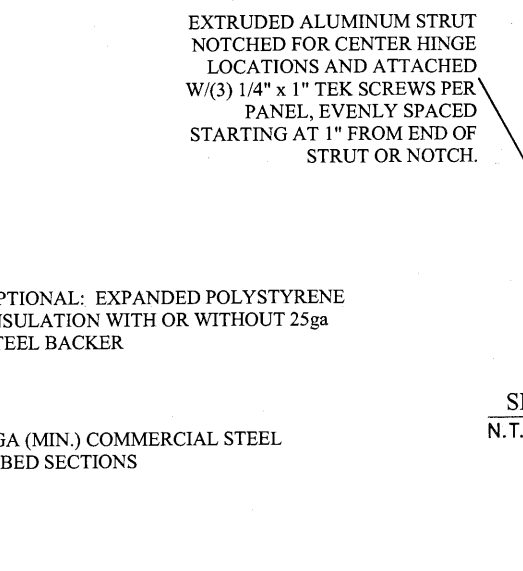 EXTRUDED ALUMINUM STRUT
NOTCHED FOR CENTER HINGE
LOCATIONS AND ATTACHED
W/(3) 1/4" x 1" TEK SCREWS PER
PANEL, EVENLY SPACED
STARTING AT 1" FROM END OF
STRUT OR NOTCH.
PTIONAL: EXPANDED POLYSTYRENE
NSULATION WITH OR WITHOUT 25ga
TEEL BACKER
GA (MIN.) COMMERCIAL STEEL
BED SECTIONS
N.T.